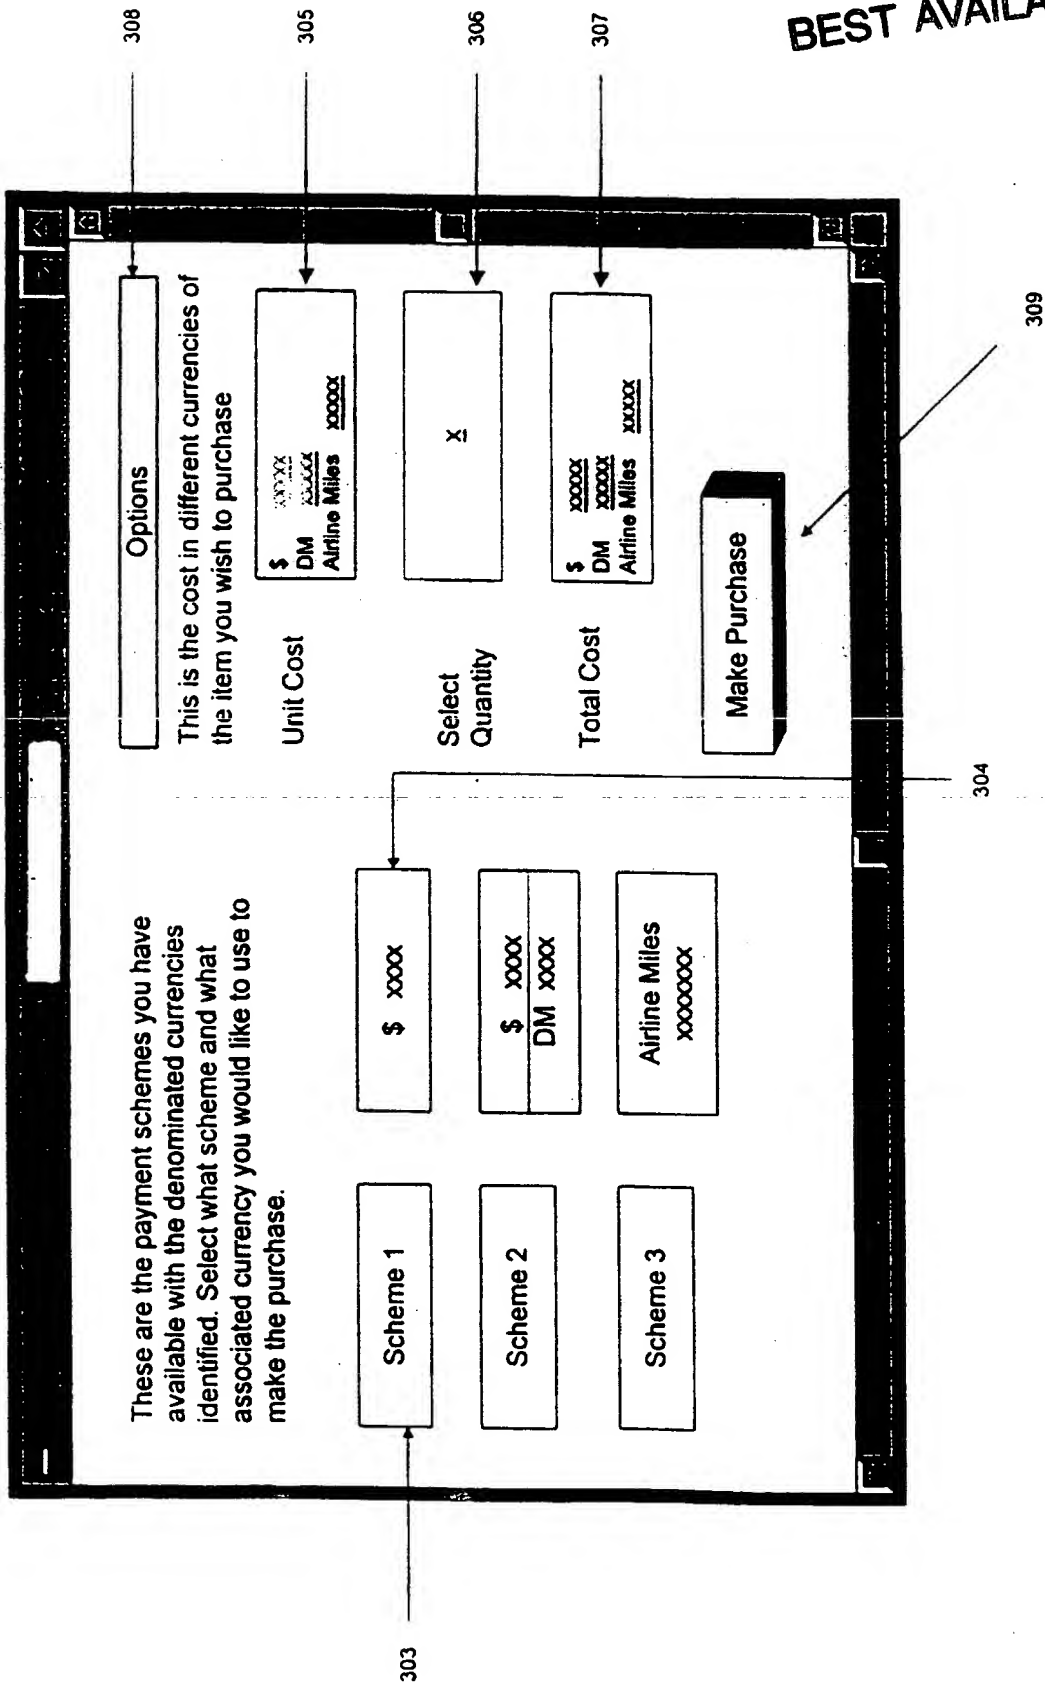 BEST AVAILA
308
305
306
307
Options
These are the payment schemes you have
available with the denominated currencies
identified. Select what scheme and what
associated currency you would like to use to
make the purchase.
This is the cost in different currencies of
the item you wish to purchase
Unit Cost
$ xxxxx
DM xxxxx
Airline Miles xxxxx
Select
Quantity
x
Total Cost
$ xxxxx
DM xxxxx
Airline Miles xxxxx
Make Purchase
Scheme 1
$ xxxx
Scheme 2
$ xxxx
DM xxxx
Scheme 3
Airline Miles
xxxxxxx
303
304
309